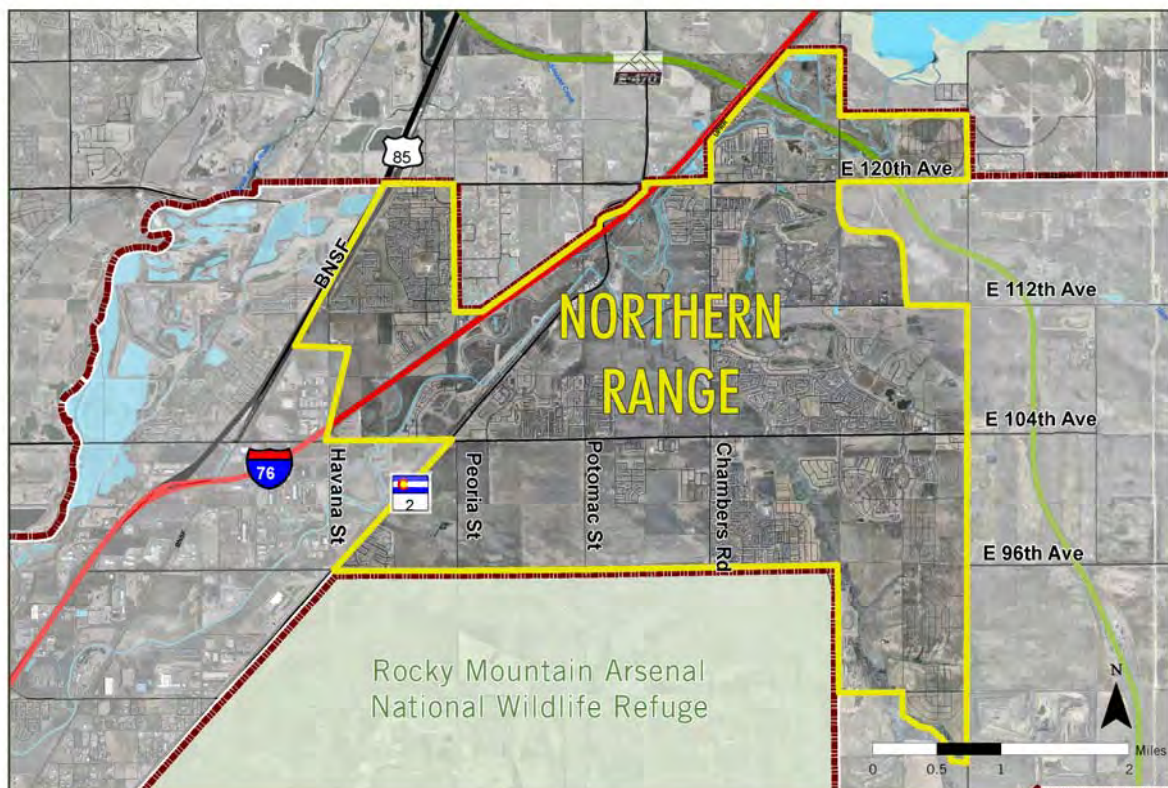 E-470
85
E 120th Ave
BNSF
E 112th Ave
NORTHERN
RANGE
E 104th Ave
76
Havana St
2
Peoria St
Potomac St
Chambers Rd
E 96th Ave
Rocky Mountain Arsenal
National Wildlife Refuge
N
Miles
0 0.5 1 2